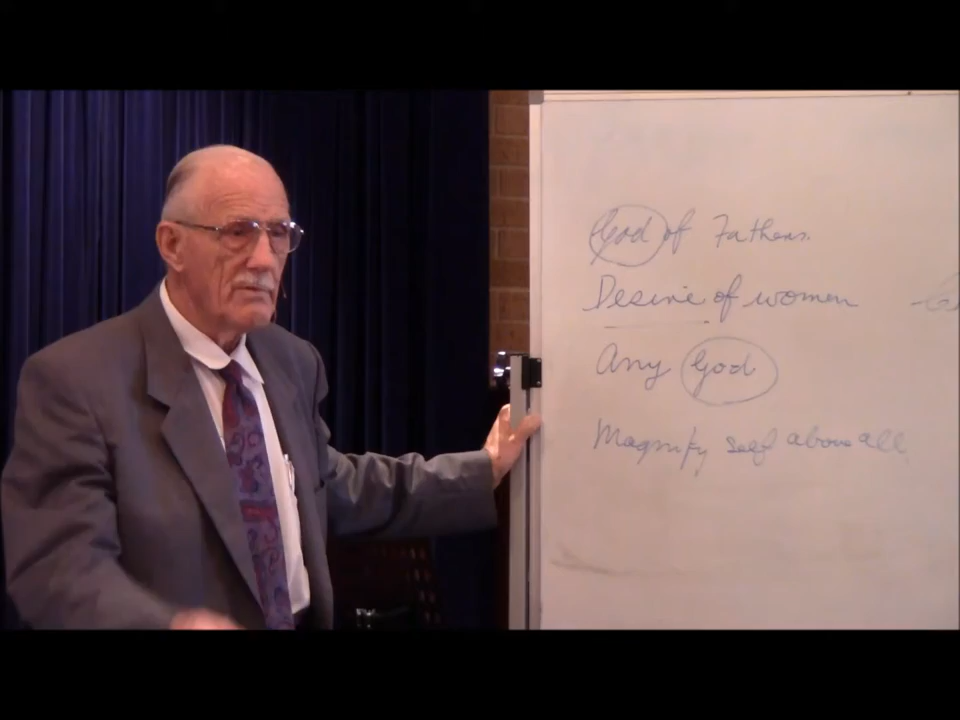 God of Fathers.
Desire of women
Any God
Magnify self above all